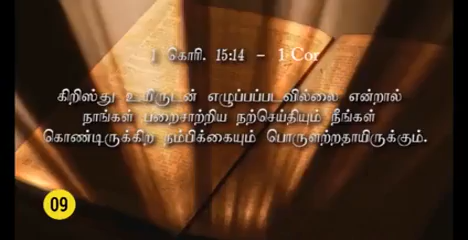 1 கொரி. 15:14 – 1 Cor
கிறிஸ்து உயிருடன் எழுப்பப்படவில்லை என்றால்
நாங்கள் பறைசாற்றிய நற்செய்தியும் நீங்கள்
கொண்டிருக்கிற நம்பிக்கையும் பொருளற்றதாயிருக்கும்.
09